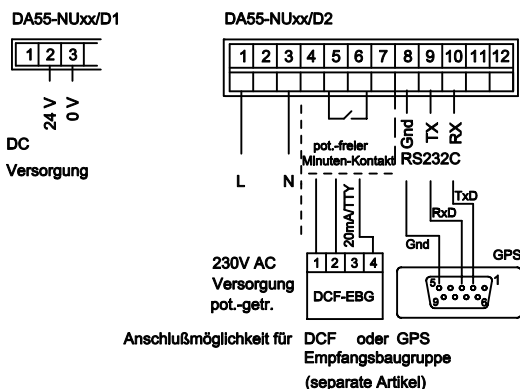 DA55-NUxx/D1
1 2 3
24 V
0 V
DC
Versorgung
DA55-NUxx/D2
1 2 3 4 5 6 7 8 9 10 11 12
L
N
pot.-freier
Minuten-Kontakt
Gnd
TX
RX
RS232C
20mA/TTY
TxD
RxD
Gnd
GPS
230V AC
Versorgung
pot.-getr.
1 2 3 4
DCF-EBG
5 1
9 6
Anschlußmöglichkeit für DCF oder GPS
Empfangsbaugruppe
(separate Artikel)